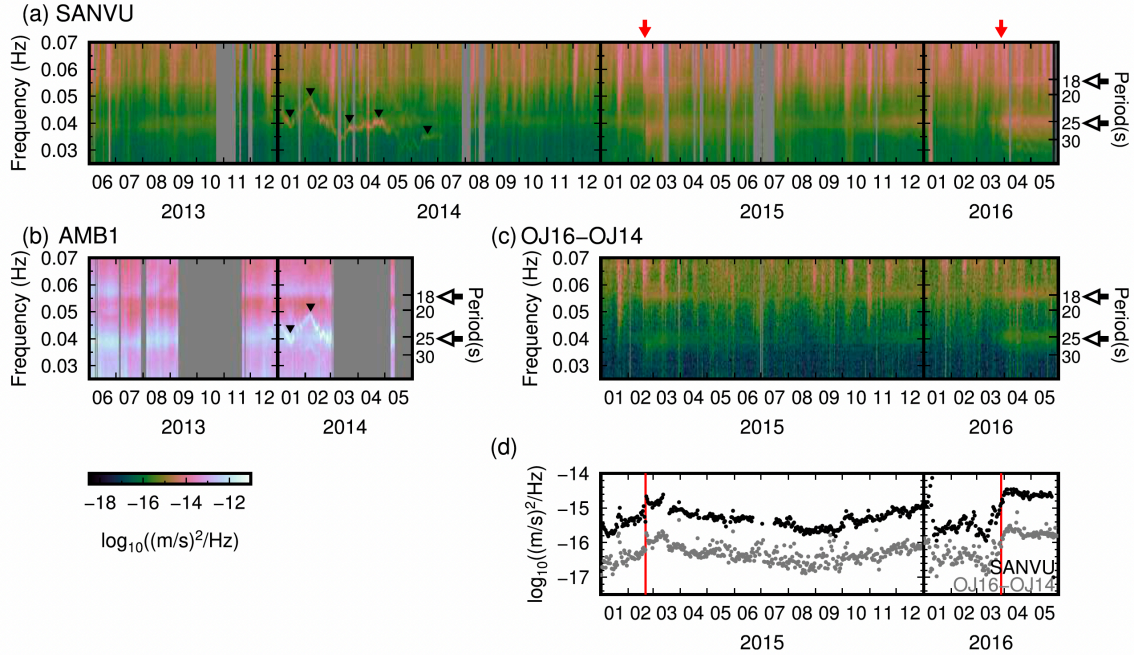 (a) SANVU
Frequency (Hz)
0.07
0.06
0.05
0.04
0.03
18
20
25
30
Period(s)
06 07 08 09 10 11 12 01 02 03 04 05 06 07 08 09 10 11 12 01 02 03 04 05 06 07 08 09 10 11 12 01 02 03 04 05
2013 2014 2015 2016
(b) AMB1
Frequency (Hz)
0.07
0.06
0.05
0.04
0.03
18
20
25
30
Period(s)
06 07 08 09 10 11 12 01 02 03 04 05
2013 2014
(c) OJ16−OJ14
Frequency (Hz)
0.07
0.06
0.05
0.04
0.03
18
20
25
30
Period(s)
01 02 03 04 05 06 07 08 09 10 11 12 01 02 03 04 05
2015 2016
−18 −16 −14 −12
log10((m/s)2/Hz)
(d)
log10((m/s)2/Hz)
−14
−15
−16
−17
SANVU
OJ16−OJ14
01 02 03 04 05 06 07 08 09 10 11 12 01 02 03 04 05
2015 2016